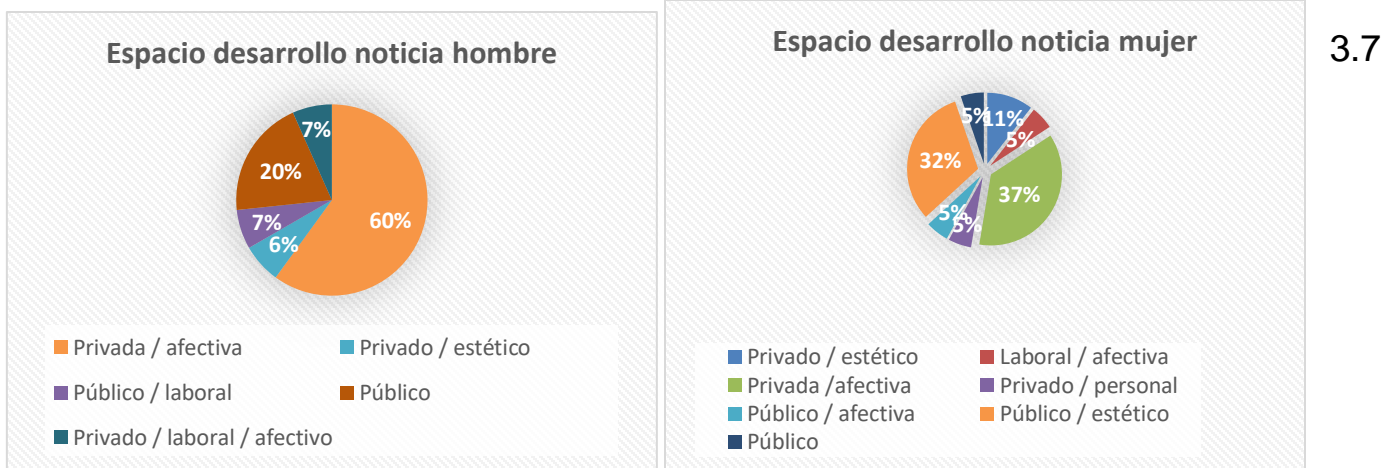 Espacio desarrollo noticia hombre
7%
20%
60%
7%
6%
Privada / afectiva
Privado / estético
Público / laboral
Público
Privado / laboral / afectivo
Espacio desarrollo noticia mujer
5%
11%
5%
32%
37%
5%
5%
Privado / estético
Laboral / afectiva
Privada /afectiva
Privado / personal
Público / afectiva
Público / estético
Público
3.7